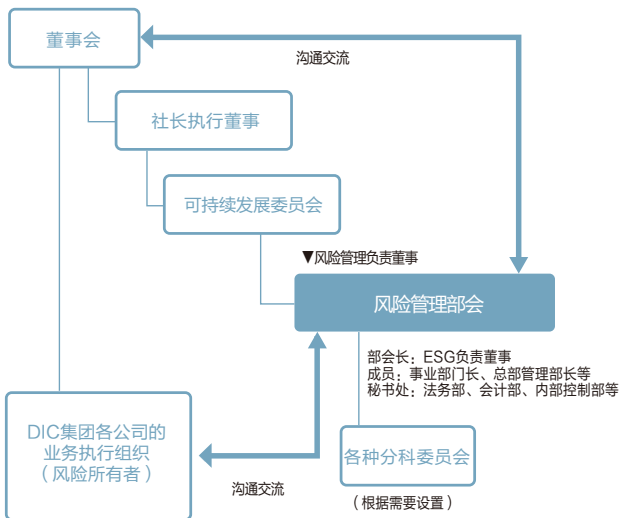 董事会
沟通交流
社长执行董事
可持续发展委员会
▼风险管理负责董事
风险管理部会
部会长：ESG负责董事
成员：事业部门长、总部管理部长等
秘书处：法务部、会计部、内部控制部等
DIC集团各公司的
业务执行组织
（风险所有者）
沟通交流
各种分科委员会
（根据需要设置）